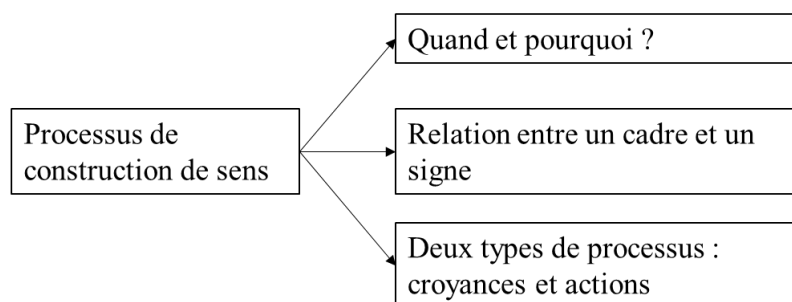 Quand et pourquoi ?
Processus de
construction de sens
Relation entre un cadre et un
signe
Deux types de processus :
croyances et actions